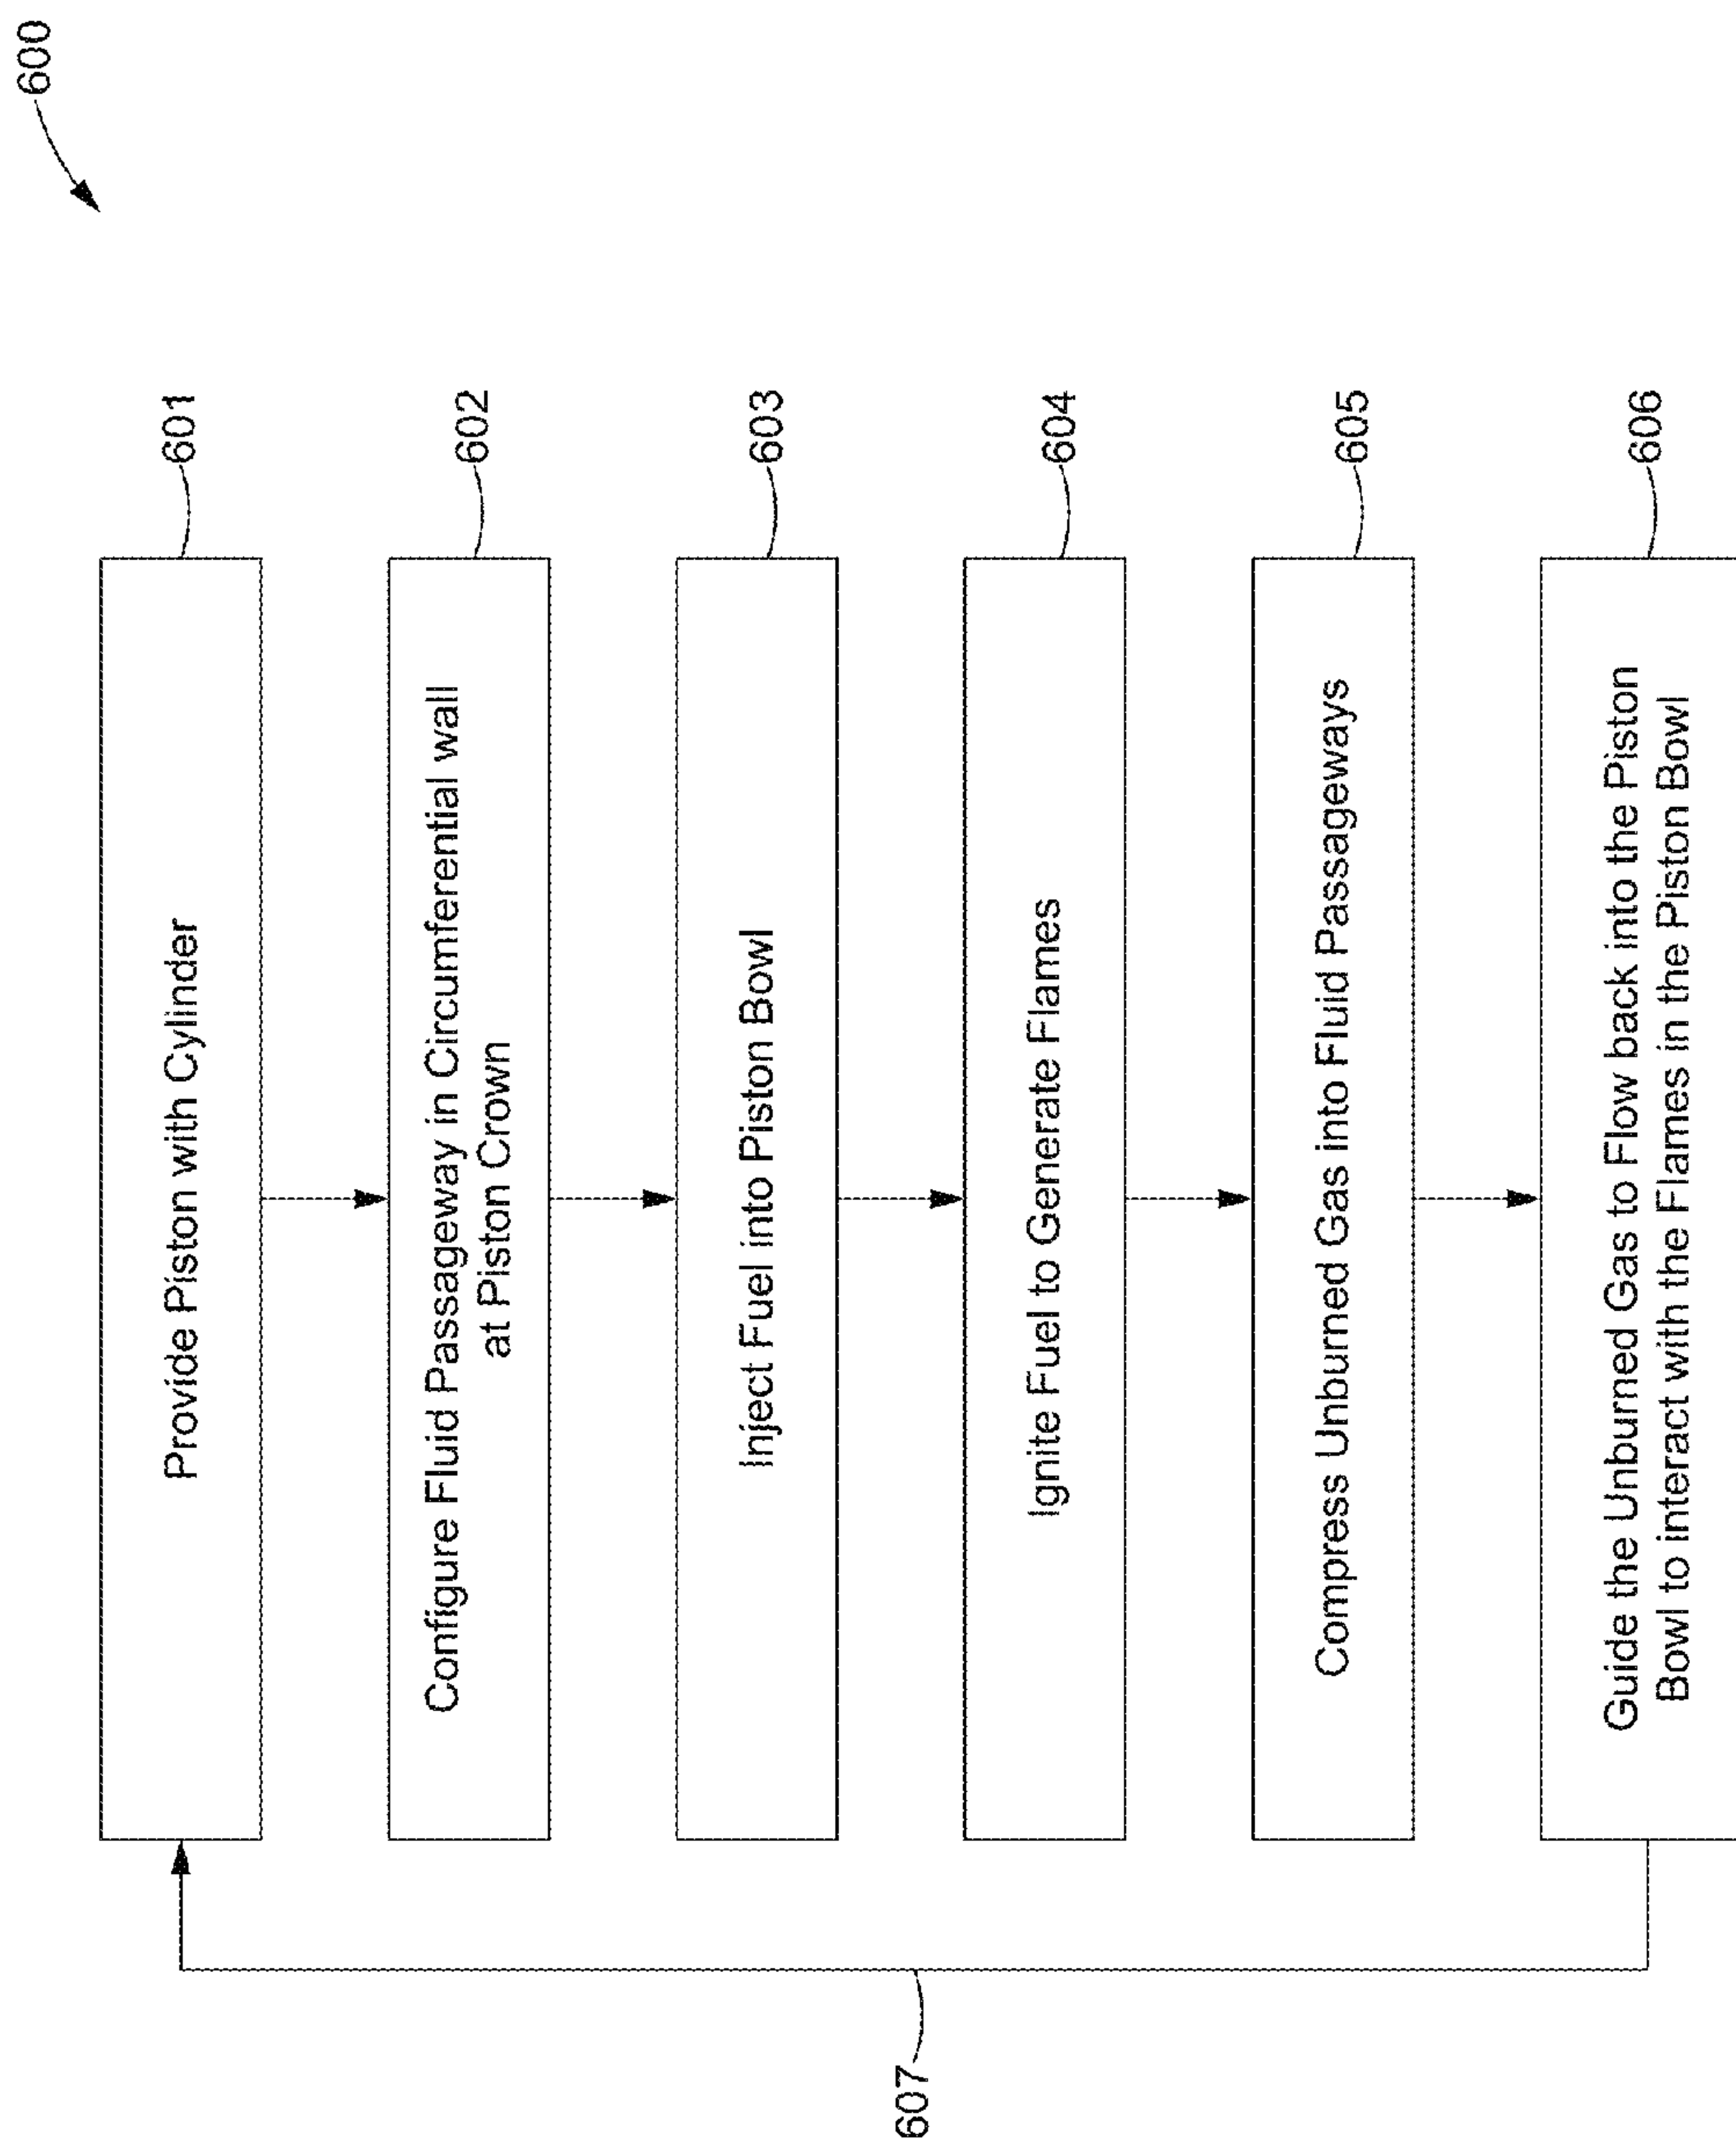 600
Provide Piston with Cylinder
601
Configure Fluid Passageway in Circumferential wall
at Piston Crown
602
Inject Fuel into Piston Bowl
603
Ignite Fuel to Generate Flames
604
Compress Unburned Gas into Fluid Passageways
605
Guide the Unburned Gas to Flow back into the Piston
Bowl to interact with the Flames in the Piston Bowl
606
607